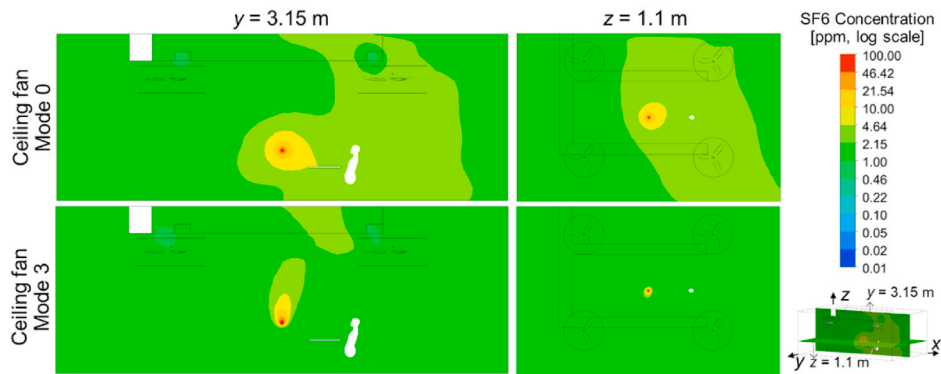 y = 3.15 m
z = 1.1 m
SF6 Concentration
[ppm, log scale]
100.00
46.42
21.54
10.00
4.64
2.15
1.00
0.46
0.22
0.10
0.05
0.02
0.01
Ceiling fan
Mode 0
Ceiling fan
Mode 3
z
y = 3.15 m
x
y
z = 1.1 m